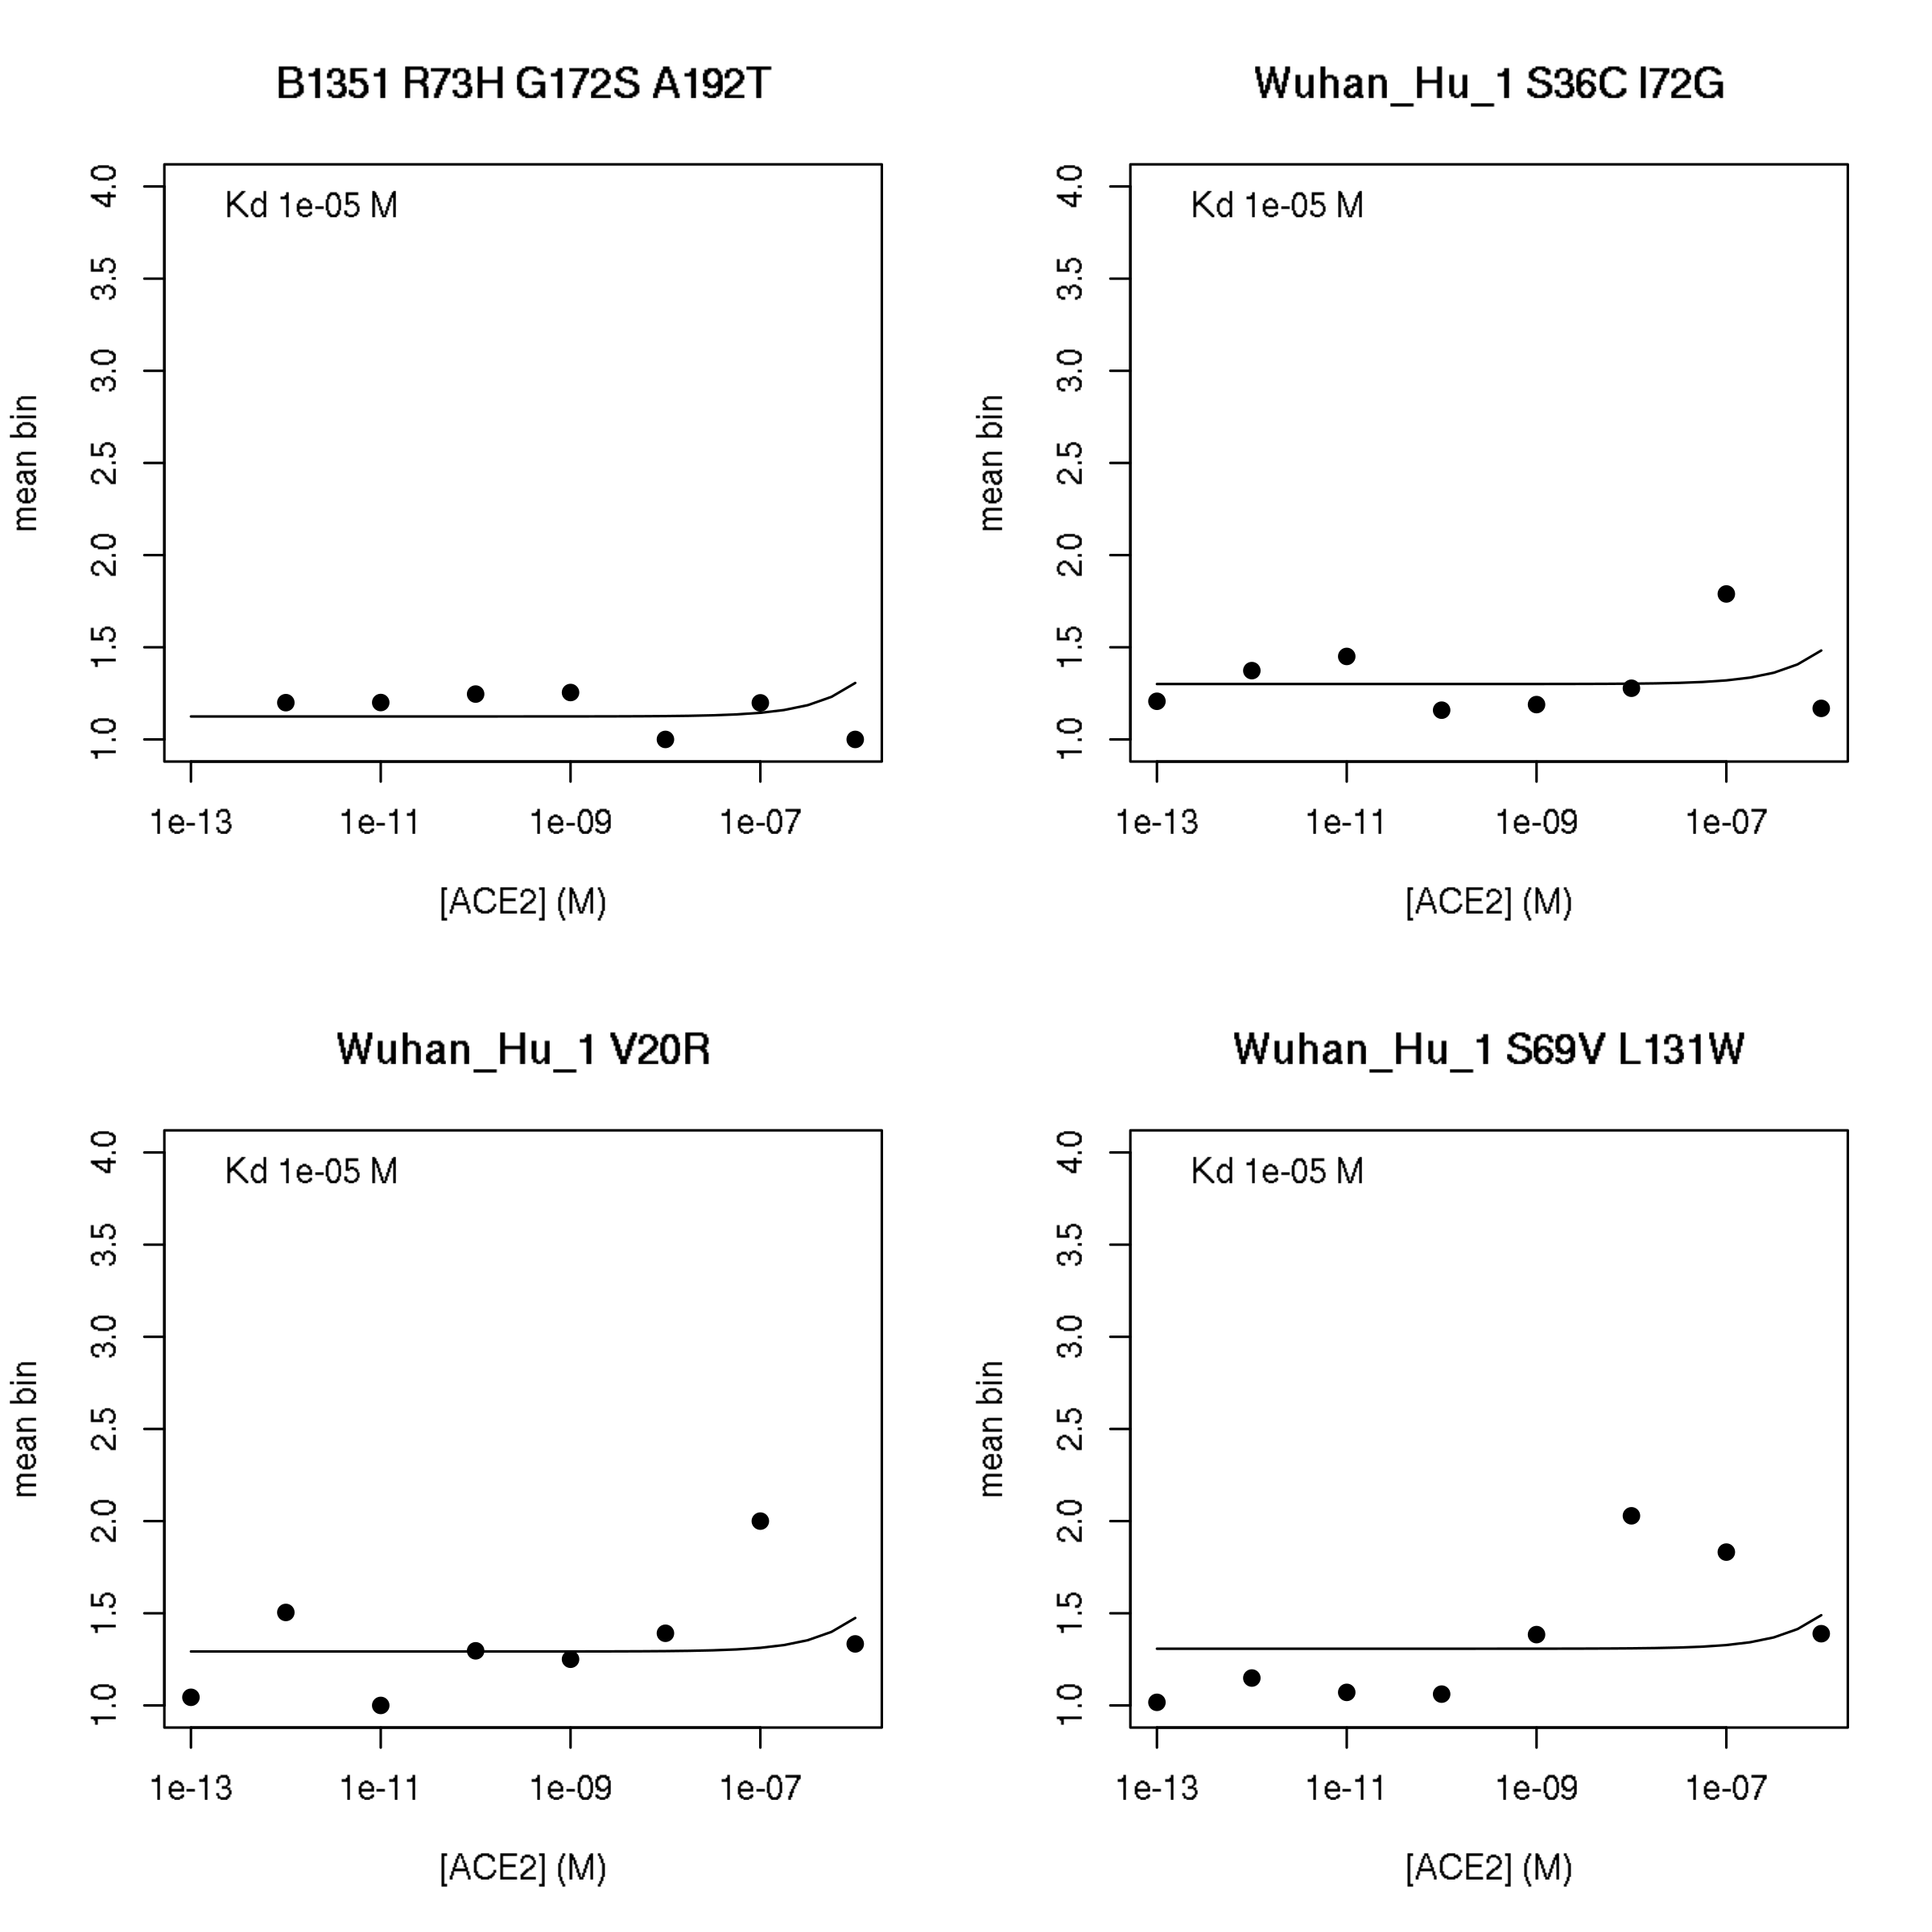 B1351 R73H G172S A192T
Kd 1e-05 M
mean bin
4.0
3.5
3.0
2.5
2.0
1.5
1.0
1e-13 1e-11 1e-09 1e-07
[ACE2] (M)
Wuhan_Hu_1 S36C I72G
Kd 1e-05 M
mean bin
4.0
3.5
3.0
2.5
2.0
1.5
1.0
1e-13 1e-11 1e-09 1e-07
[ACE2] (M)
Wuhan_Hu_1 V20R
Kd 1e-05 M
mean bin
4.0
3.5
3.0
2.5
2.0
1.5
1.0
1e-13 1e-11 1e-09 1e-07
[ACE2] (M)
Wuhan_Hu_1 S69V L131W
Kd 1e-05 M
mean bin
4.0
3.5
3.0
2.5
2.0
1.5
1.0
1e-13 1e-11 1e-09 1e-07
[ACE2] (M)